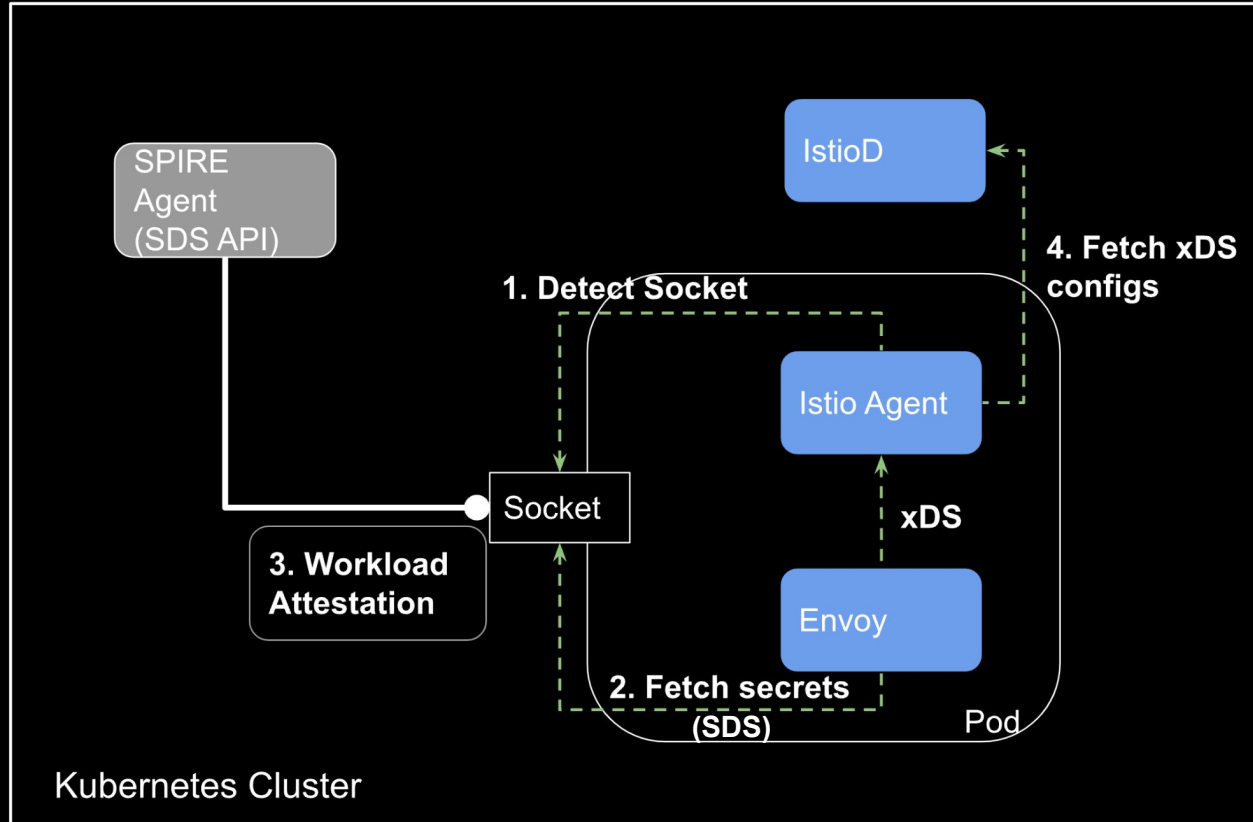 SPIRE
Agent
(SDS API)
IstioD
4. Fetch xDS
configs
1. Detect Socket
Istio Agent
Socket
xDS
3. Workload
Attestation
Envoy
2. Fetch secrets
(SDS)
Pod
Kubernetes Cluster